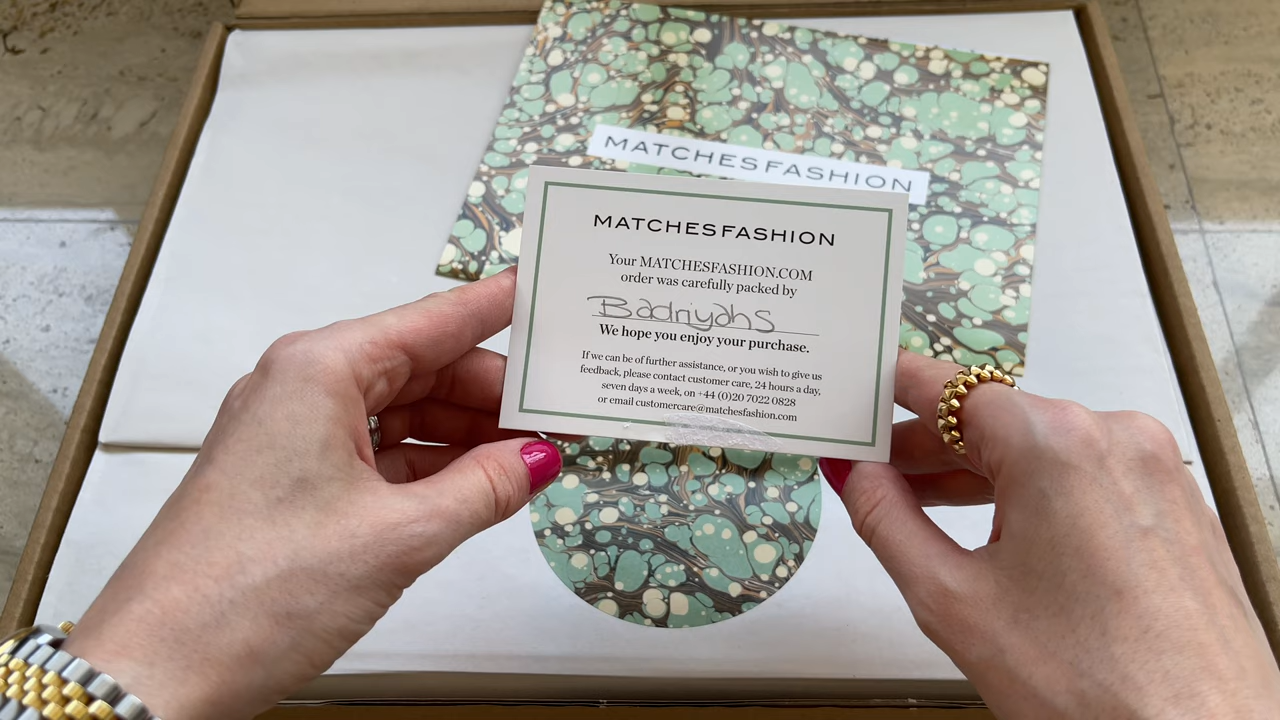 MATCHESFASHION
MATCHESFASHION
Your MATCHESFASHION.COM
order was carefully packed by
Badriyahs
We hope you enjoy your purchase.
If we can be of further assistance, or you wish to give us
feedback, please contact customer care, 24 hours a day,
seven days a week, on +44 (0)20 7022 0828
or email customercare@matchesfashion.com